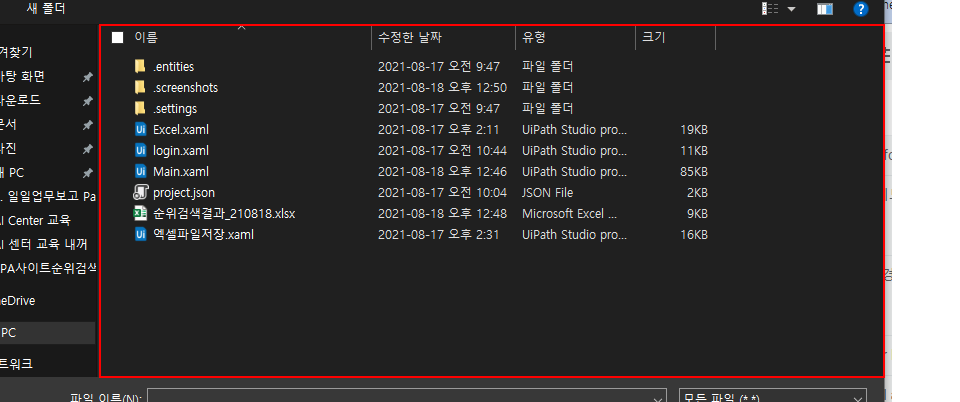 새 폴더
이름 수정한 날짜 유형 크기
.entities 2021-08-17 오전 9:47 파일 폴더
.screenshots 2021-08-18 오후 12:50 파일 폴더
.settings 2021-08-17 오전 9:47 파일 폴더
Excel.xaml 2021-08-17 오후 2:11 UiPath Studio pro... 19KB
login.xaml 2021-08-17 오전 10:44 UiPath Studio pro... 11KB
Main.xaml 2021-08-18 오후 12:46 UiPath Studio pro... 85KB
project.json 2021-08-17 오전 10:04 JSON File 2KB
순위검색결과_210818.xlsx 2021-08-18 오후 12:48 Microsoft Excel ... 9KB
엑셀파일저장.xaml 2021-08-17 오후 2:31 UiPath Studio pro... 16KB
겨찾기
화면
운로드
문서
사진
PC
. 일일업무보고 Pa
I Center 교육
I 센터 교육 내꺼
PA사이트순위검색
neDrive
PC
트워크
파일 이름(N):
모든 파일 (*.*)